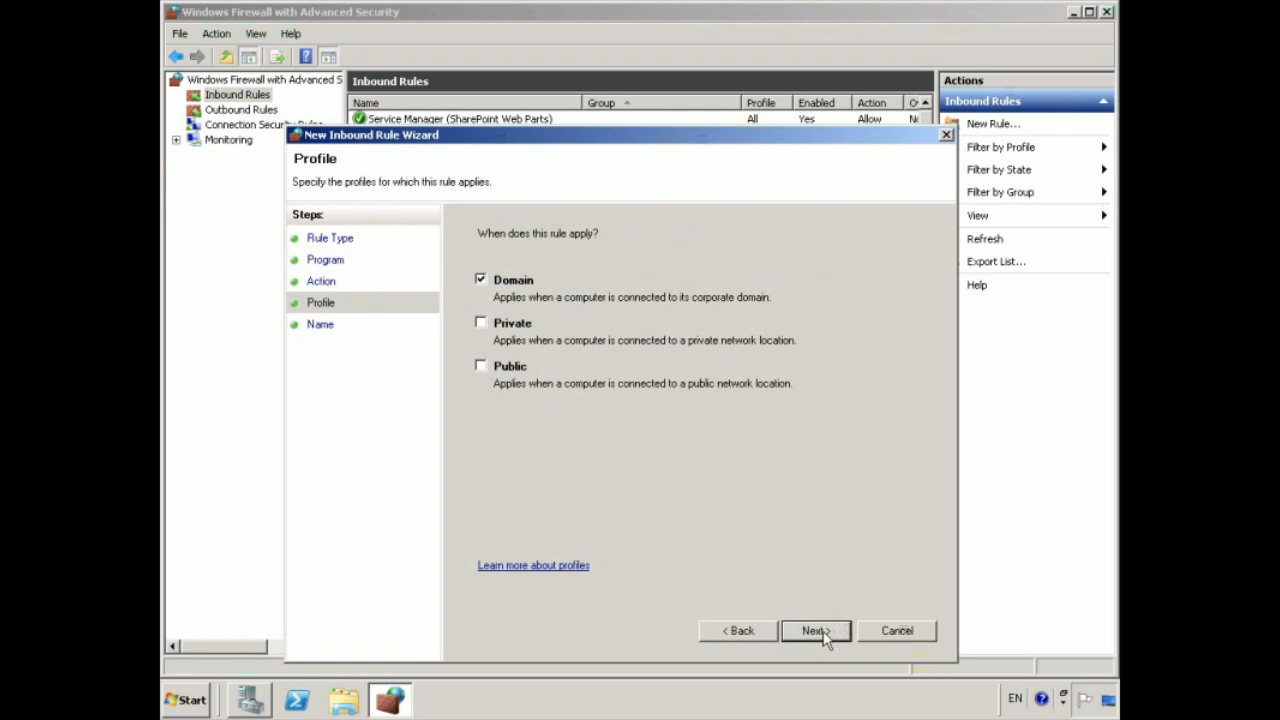 Windows Firewall with Advanced Security
File Action View Help
Windows Firewall with Advanced S
Inbound Rules
Outbound Rules
Connection Security Rules
Monitoring
Inbound Rules
Name Group Profile Enabled Action
Service Manager (SharePoint Web Parts) All Yes Allow
Actions
Inbound Rules
New Rule...
Filter by Profile
Filter by State
Filter by Group
View
Refresh
Export List...
Help
New Inbound Rule Wizard
Profile
Specify the profiles for which this rule applies.
Steps:
Rule Type
Program
Action
Profile
Name
When does this rule apply?
Domain
Applies when a computer is connected to its corporate domain.
Private
Applies when a computer is connected to a private network location.
Public
Applies when a computer is connected to a public network location.
Learn more about profiles
< Back Next > Cancel
Start EN